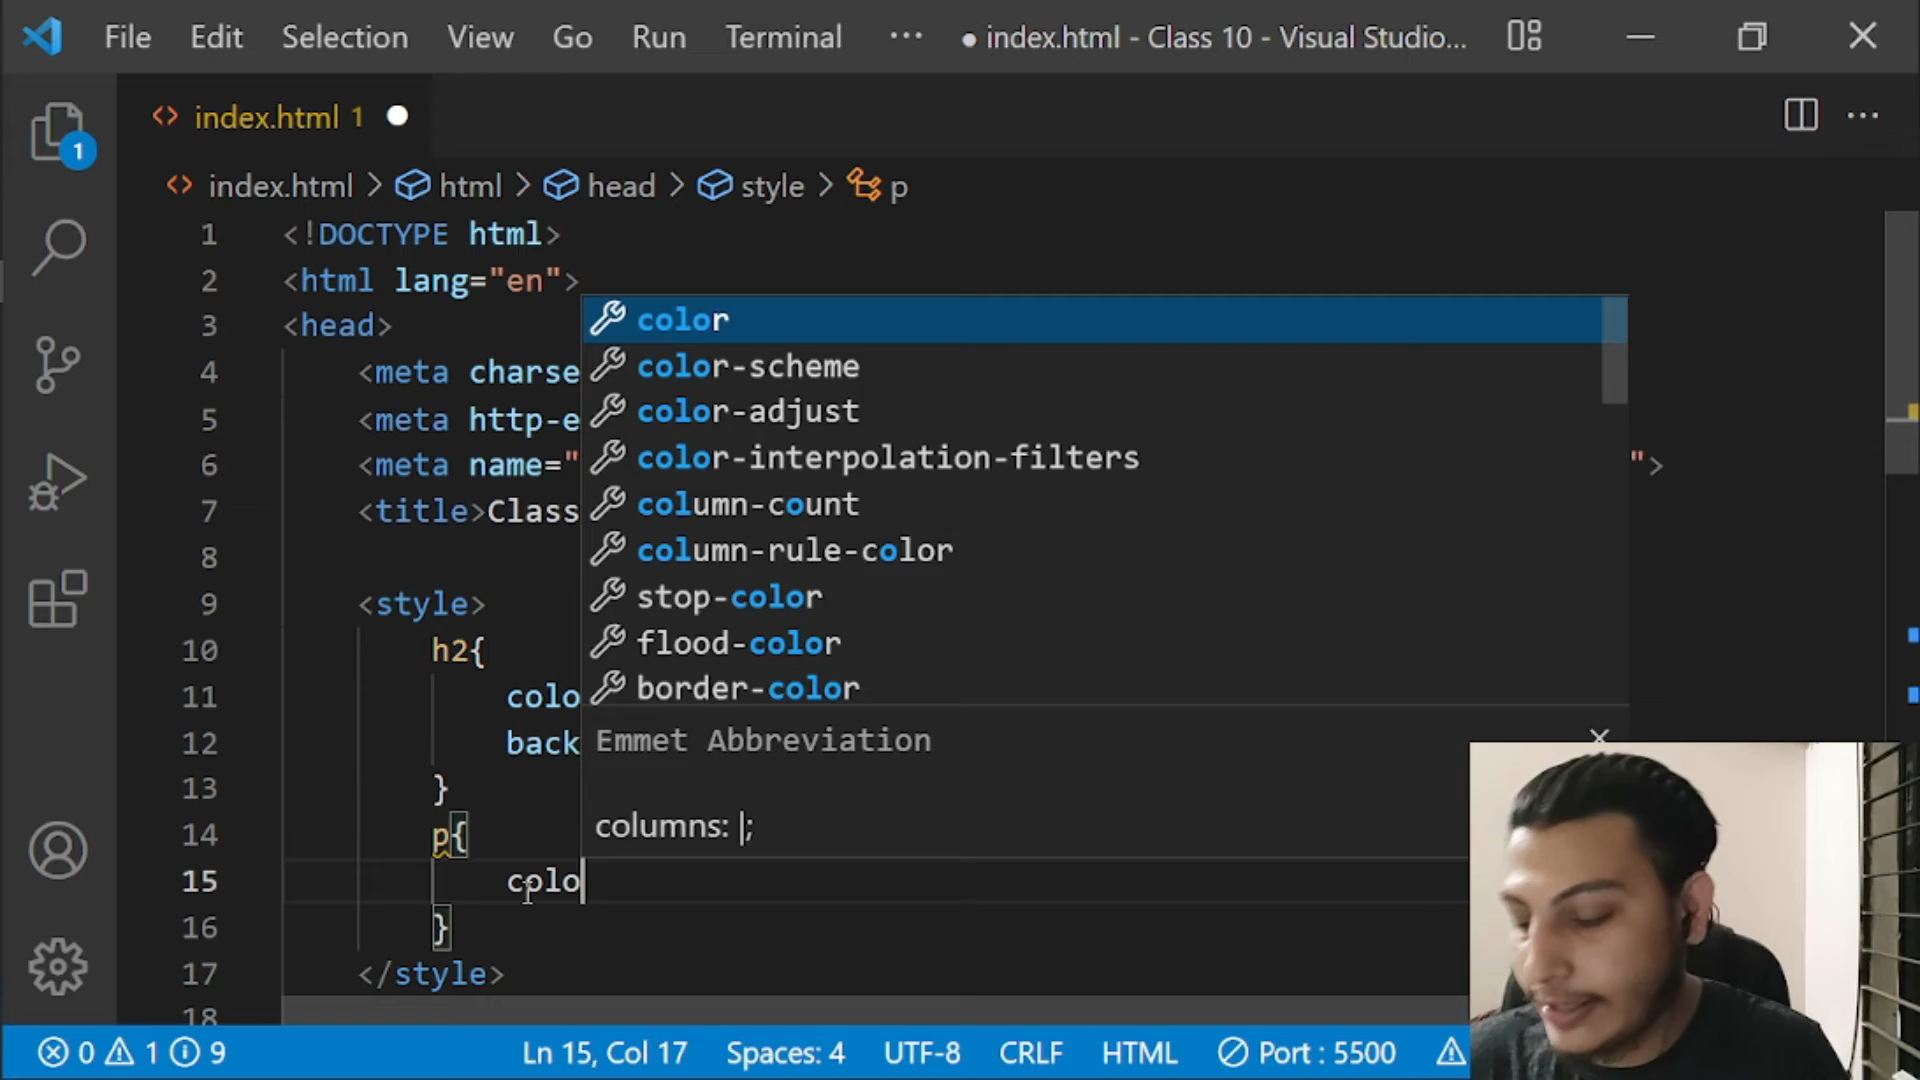 File Edit Selection View Go Run Terminal ··· ● index.html - Class 10 - Visual Studio...
index.html 1 ●
1
index.html > html > head > style > p
1 <!DOCTYPE html>
2 <html lang="en">
3 <head>
4 <meta charse
5 <meta http-e
6 <meta name=" ">
7 <title>Class
8
9 <style>
10 h2{
11 colo
12 back
13 }
14 p{
15 colo
16 }
17 </style>
18
color
color-scheme
color-adjust
color-interpolation-filters
column-count
column-rule-color
stop-color
flood-color
border-color
Emmet Abbreviation
columns: |;
0 1 9 Ln 15, Col 17 Spaces: 4 UTF-8 CRLF HTML Port : 5500